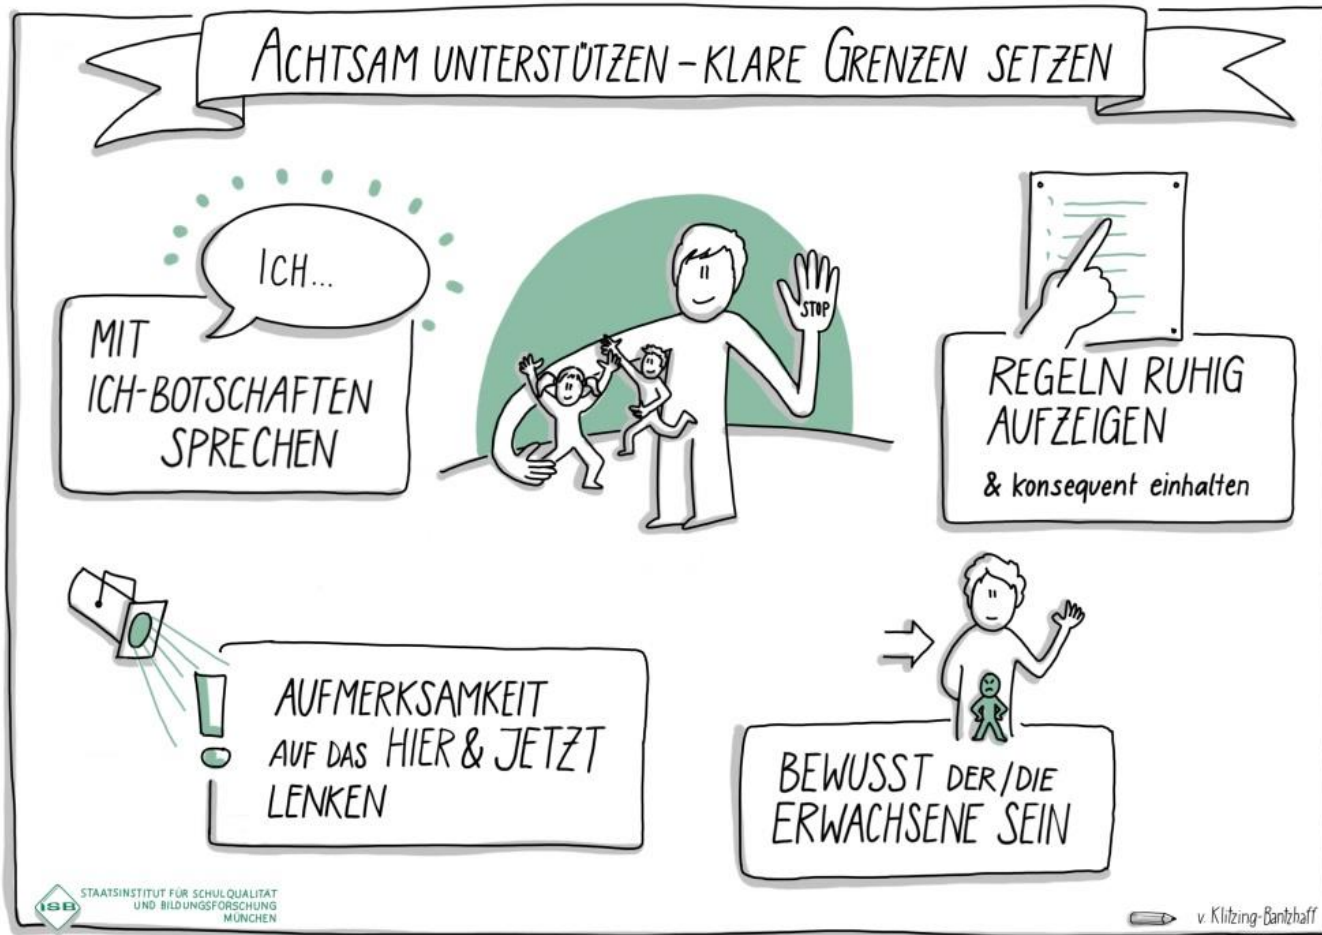 ACHTSAM UNTERSTÜTZEN – KLARE GRENZEN SETZEN
ICH...
MIT
ICH-BOTSCHAFTEN
SPRECHEN
STOP
REGELN RUHIG
AUFZEIGEN
& konsequent einhalten
!
AUFMERKSAMKEIT
AUF DAS HIER & JETZT
LENKEN
BEWUSST DER/DIE
ERWACHSENE SEIN
ISB
STAATSINSTITUT FÜR SCHULQUALITÄT
UND BILDUNGSFORSCHUNG
MÜNCHEN
v. Klitzing-Bantzhaff